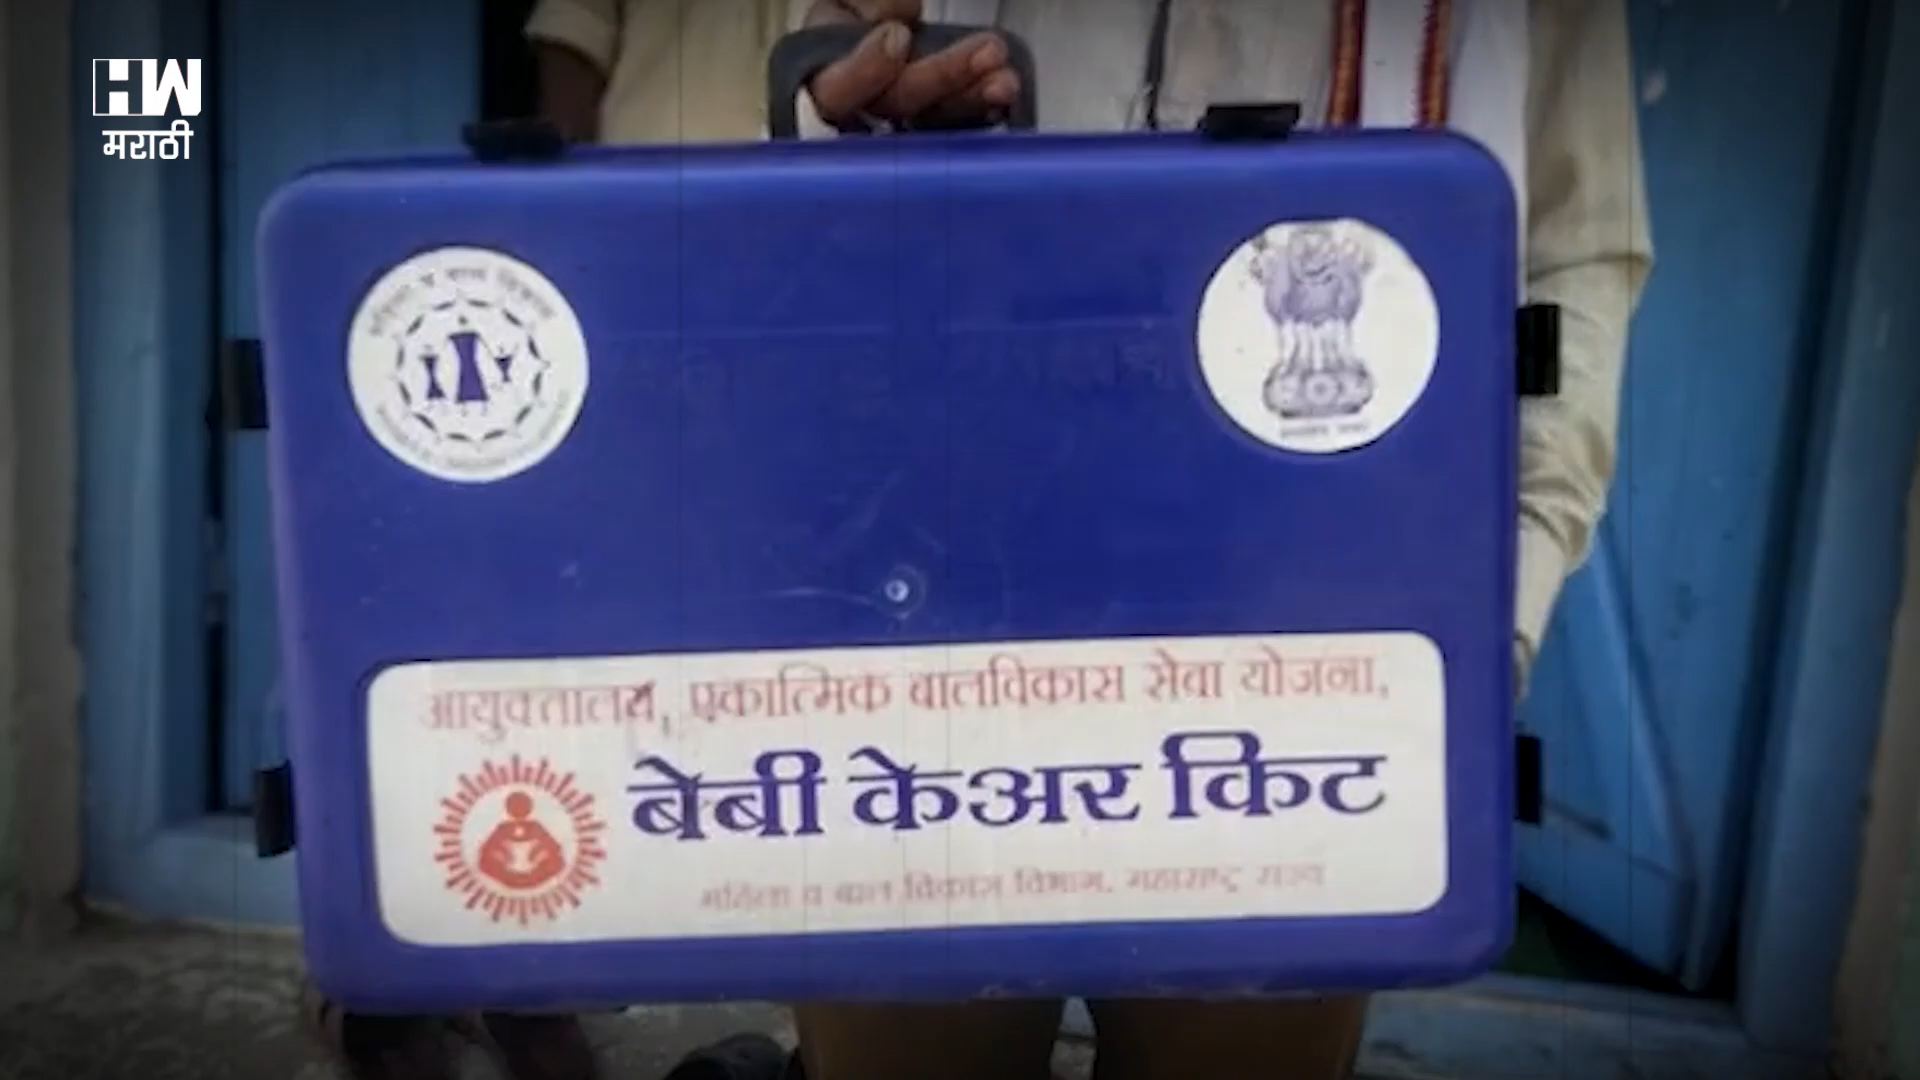 HW
मराठी
आयुक्तालय, एकात्मिक बालविकास सेवा योजना,
बेबी केअर किट
महिला व बाल विकास विभाग, महाराष्ट्र राज्य